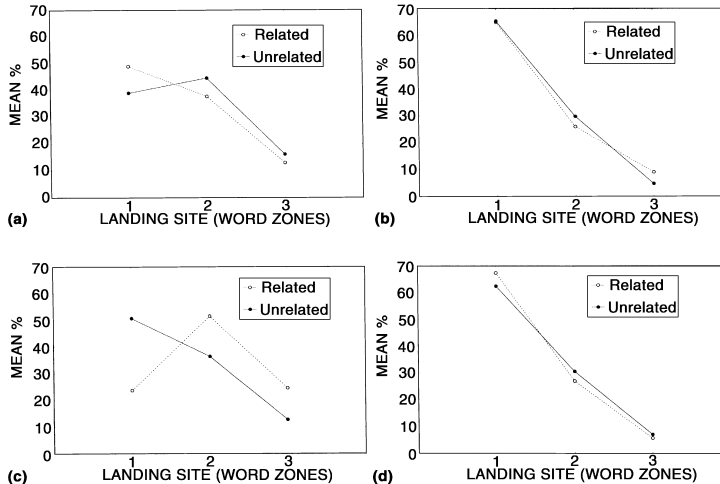 70
60
50
40
30
20
10
0
MEAN %
Related
Unrelated
1 2 3
(a) LANDING SITE (WORD ZONES)
70
60
50
40
30
20
10
0
MEAN %
Related
Unrelated
1 2 3
(b) LANDING SITE (WORD ZONES)
70
60
50
40
30
20
10
0
MEAN %
Related
Unrelated
1 2 3
(c) LANDING SITE (WORD ZONES)
70
60
50
40
30
20
10
0
MEAN %
Related
Unrelated
1 2 3
(d) LANDING SITE (WORD ZONES)